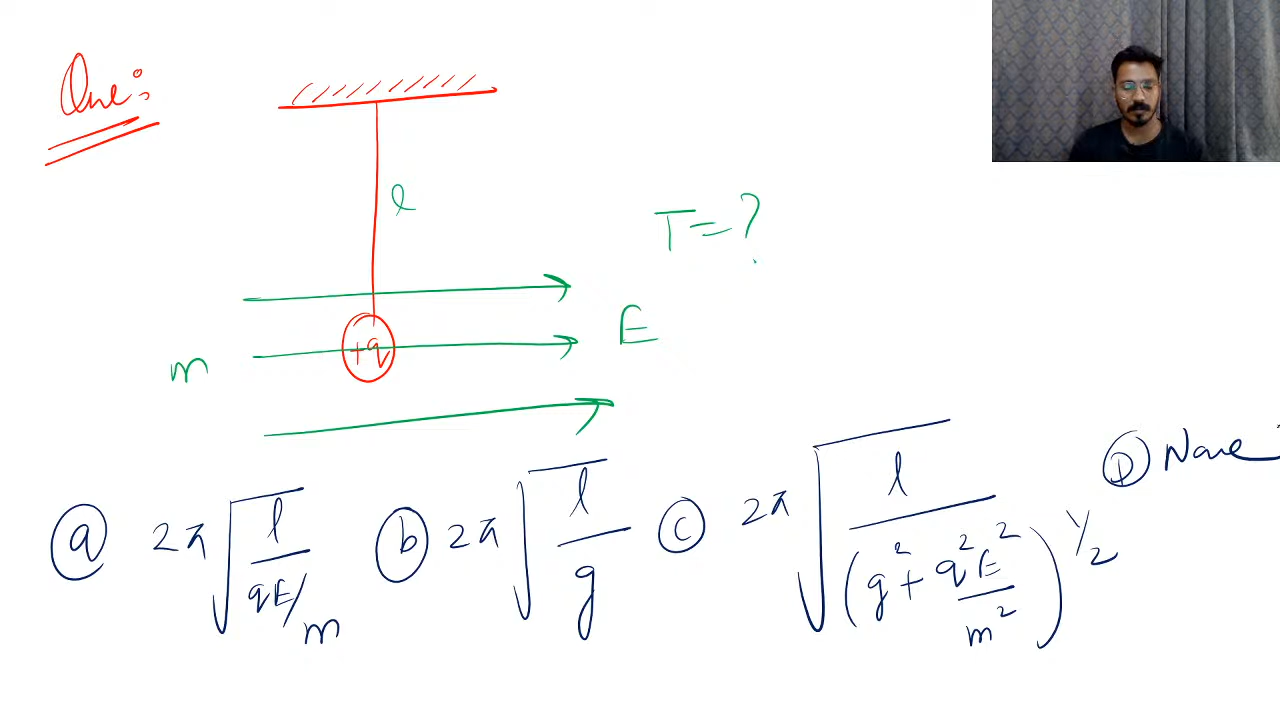 Que:
l
T = ?
E
+q
m
(a) 2π√(l/(qE/m))
(b) 2π√(l/g)
(c) 2π√(l/(g² + q²E²/m²)^1/2)
(D) None